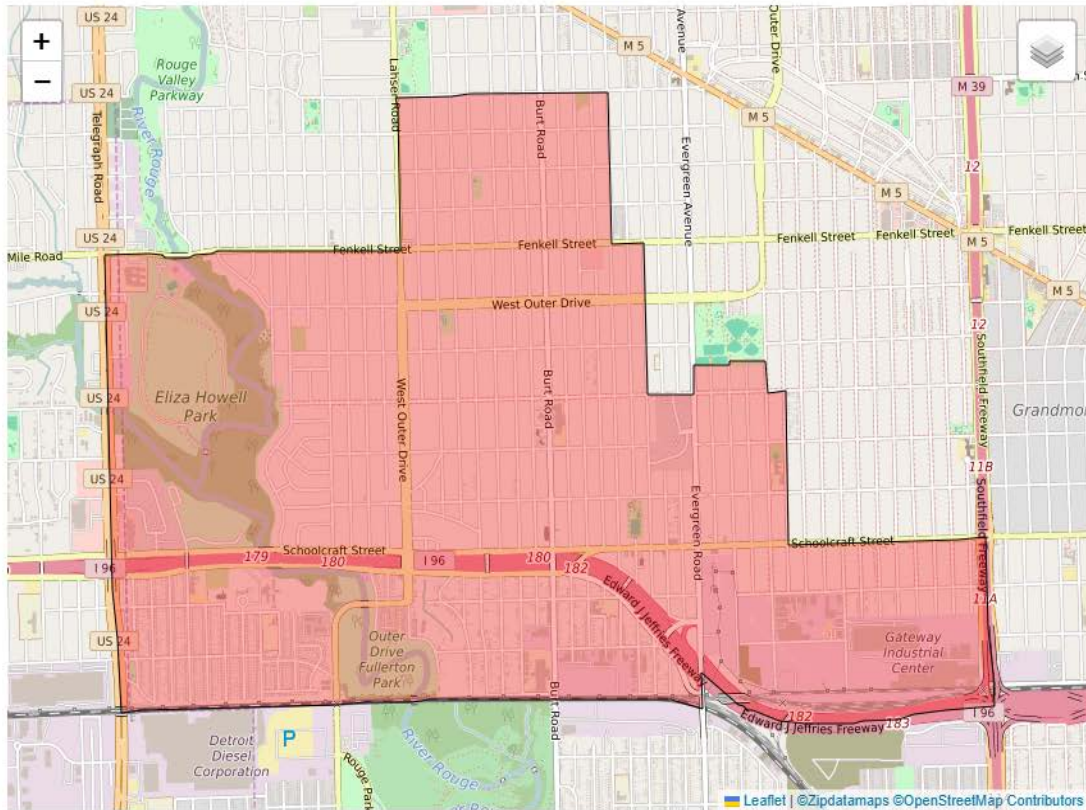 US 24
Outer Drive
M 5
+
−
Rouge
Valley
Parkway
Lahser Road
Avenue
US 24
M 39
Telegraph Road
River Rouge
Burt Road
M 5
Evergreen Avenue
12
M 5
US 24
Mile Road
Fenkell Street
Fenkell Street
Fenkell Street
Fenkell Street
Fenkell Street
M 5
M 5
US 24
West Outer Drive
12
Southfield Freeway
US 24
Eliza Howell
Park
West Outer Drive
Burt Road
Grandmo
11B
US 24
Evergreen Road
Southfield Freeway
Schoolcraft Street
Schoolcraft Street
I 96
179
180
I 96
180
182
Edward J Jeffries Freeway
11A
US 24
Outer
Drive
Fullerton
Park
Gateway
Industrial
Center
Burt Road
182
183
I 96
Edward J Jeffries Freeway
Detroit
Diesel
Corporation
P
River Rouge
Rouge Park
Leaflet | ©Zipdatamaps ©OpenStreetMap Contributors